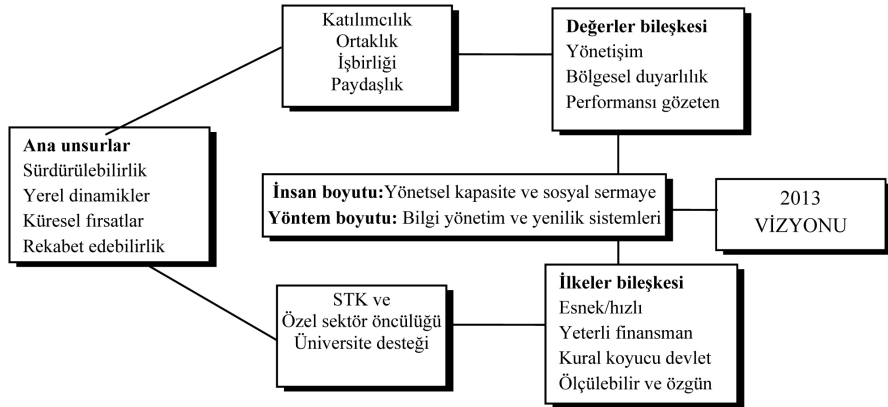 Katılımcılık
Ortaklık
İşbirliği
Paydaşlık
Değerler bileşkesi
Yönetişim
Bölgesel duyarlılık
Performansı gözeten
Ana unsurlar
Sürdürülebilirlik
Yerel dinamikler
Küresel fırsatlar
Rekabet edebilirlik
İnsan boyutu:Yönetsel kapasite ve sosyal sermaye
Yöntem boyutu: Bilgi yönetim ve yenilik sistemleri
2013
VİZYONU
STK ve
Özel sektör öncülüğü
Üniversite desteği
İlkeler bileşkesi
Esnek/hızlı
Yeterli finansman
Kural koyucu devlet
Ölçülebilir ve özgün